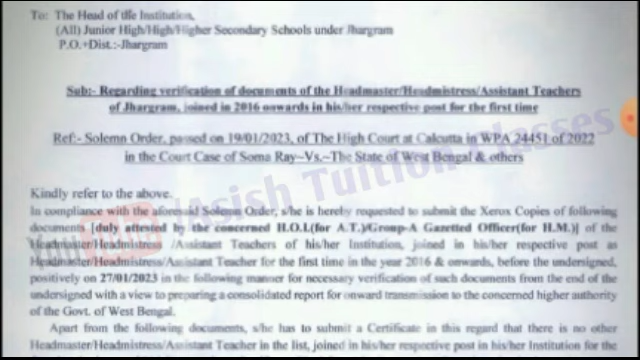 To: The Head of the Institution,
(All) Junior High/High/Higher Secondary Schools under Jhargram
P.O.+Dist.:-Jhargram
Sub:- Regarding verification of documents of the Headmaster/Headmistress/Assistant Teachers
of Jhargram, joined in 2016 onwards in his/her respective post for the first time
Ref:- Solemn Order, passed on 19/01/2023, of The High Court at Calcutta in WPA 24451 of 2022
in the Court Case of Soma Ray–Vs.–The State of West Bengal & others
Kindly refer to the above.
In compliance with the aforesaid Solemn Order, s/he is hereby requested to submit the Xerox Copies of following
documents [duly attested by the concerned H.O.I.(for A.T.)/Group-A Gazetted Officer(for H.M.)] of the
Headmaster/Headmistress /Assistant Teachers of his/her Institution, joined in his/her respective post as
Headmaster/Headmistress/Assistant Teacher for the first time in the year 2016 & onwards, before the undersigned,
positively on 27/01/2023 in the following manner for necessary verification of such documents from the end of the
undersigned with a view to preparing a consolidated report for onward transmission to the concerned higher authority
of the Govt. of West Bengal.
Apart from the following documents, s/he has to submit a Certificate in this regard that there is no other
Headmaster/Headmistress/Assistant Teacher in the list, joined in his/her respective post in his/her Institution for the
Asish Tuition Classes